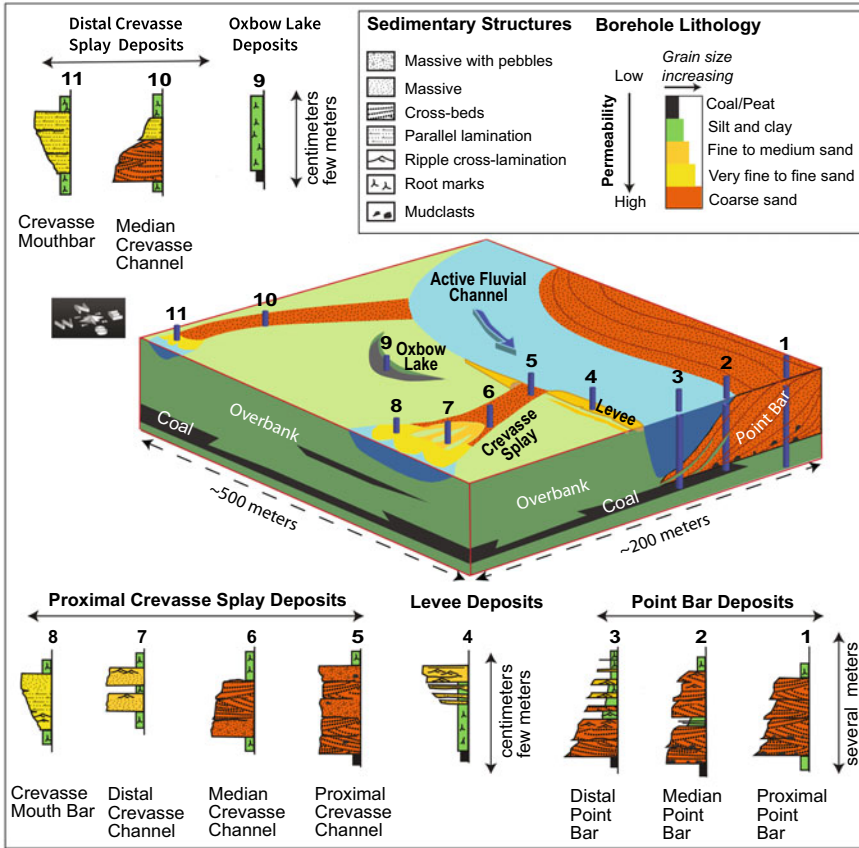 Distal Crevasse
Splay Deposits
Oxbow Lake
Deposits
11
10
9
centimeters
few meters
Crevasse
Mouthbar
Median
Crevasse
Channel
Sedimentary Structures
Massive with pebbles
Massive
Cross-beds
Parallel lamination
Ripple cross-lamination
Root marks
Mudclasts
Borehole Lithology
Grain size
increasing
Low
Permeability
High
Coal/Peat
Silt and clay
Fine to medium sand
Very fine to fine sand
Coarse sand
Active Fluvial
Channel
11
10
9
Oxbow
Lake
8
7
6
5
4
3
2
1
Crevasse
Splay
Levee
Point Bar
Coal
Overbank
Overbank
Coal
~500 meters
~200 meters
Proximal Crevasse Splay Deposits
Levee Deposits
Point Bar Deposits
8
7
6
5
4
3
2
1
centimeters
few meters
several meters
Crevasse
Mouth Bar
Distal
Crevasse
Channel
Median
Crevasse
Channel
Proximal
Crevasse
Channel
Distal
Point
Bar
Median
Point
Bar
Proximal
Point
Bar